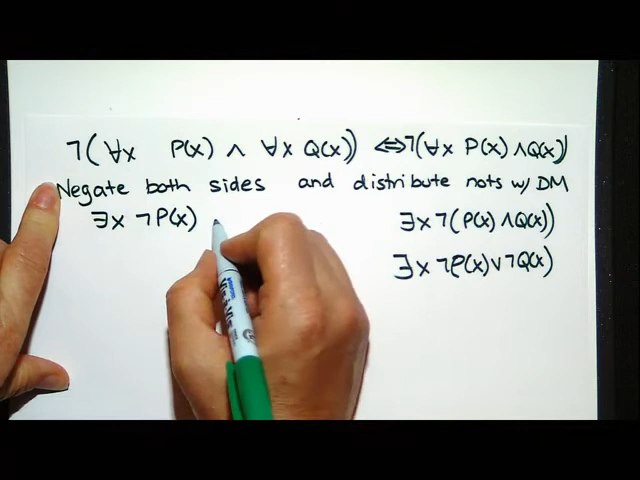 ¬(∀x P(x) ∧ ∀x Q(x)) ⇔ ¬(∀x P(x) ∧ Q(x))
Negate both sides and distribute nots w/ DM
∃x ¬P(x) ∃x ¬(P(x) ∧ Q(x))
∃x ¬P(x) ∨ ¬Q(x)